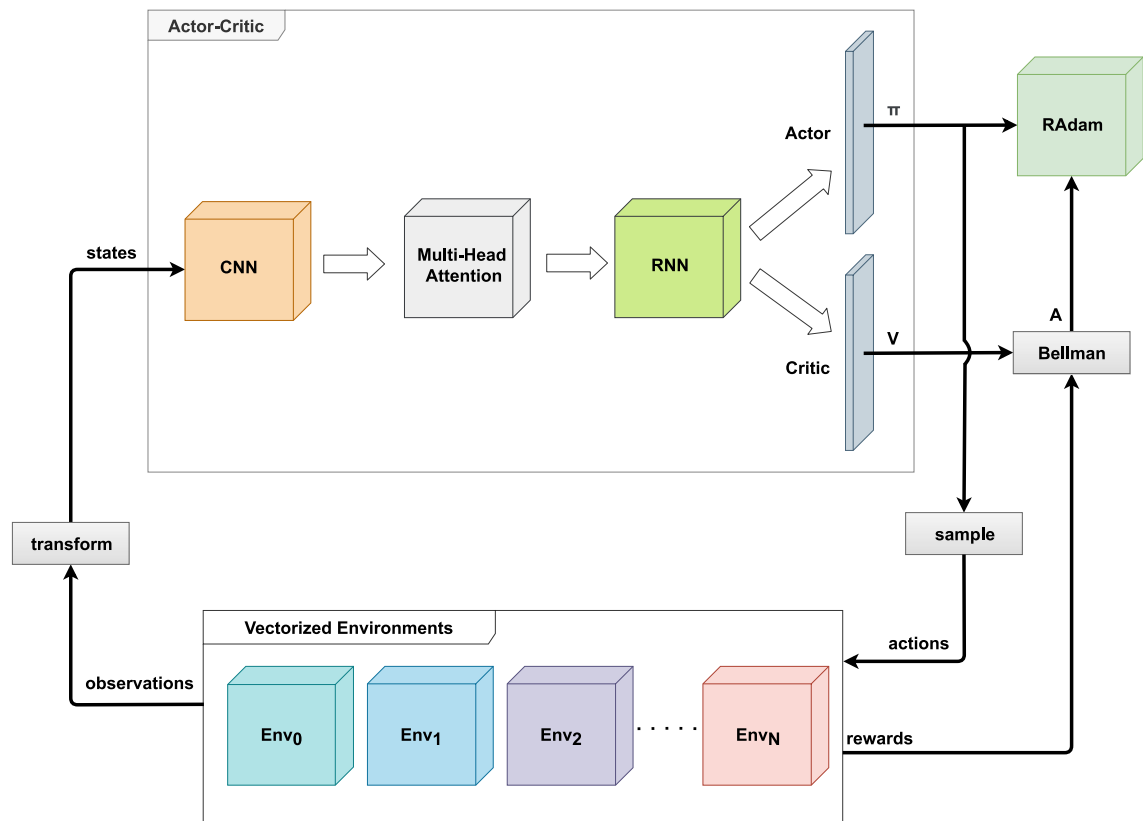 Actor-Critic
π
Actor
RAdam
states
CNN
Multi-Head
Attention
RNN
A
V
Bellman
Critic
transform
sample
Vectorized Environments
actions
observations
Env0
Env1
Env2
. . . . .
EnvN
rewards